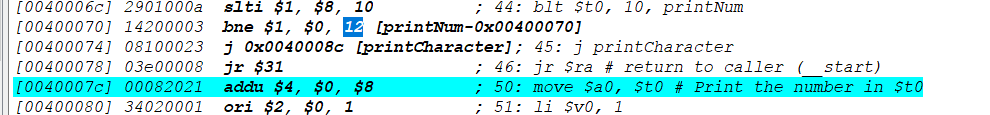 [0040006c] 2901000a slti $1, $8, 10 ; 44: blt $t0, 10, printNum
[00400070] 14200003 bne $1, $0, 12 [printNum-0x00400070]
[00400074] 08100023 j 0x0040008c [printCharacter]; 45: j printCharacter
[00400078] 03e00008 jr $31 ; 46: jr $ra # return to caller (__start)
[0040007c] 00082021 addu $4, $0, $8 ; 50: move $a0, $t0 # Print the number in $t0
[00400080] 34020001 ori $2, $0, 1 ; 51: li $v0, 1